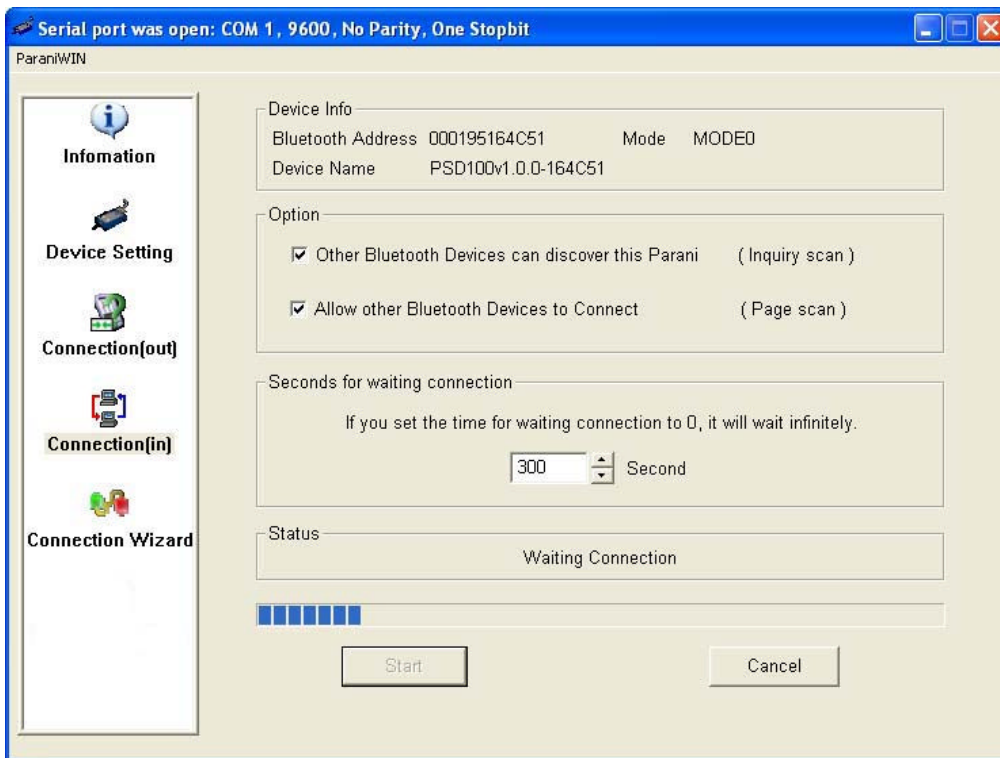 Serial port was open: COM 1, 9600, No Parity, One Stopbit
ParaniWIN
Infomation
Device Setting
Connection(out)
Connection(in)
Connection Wizard
Device Info
Bluetooth Address 000195164C51 Mode MODE0
Device Name PSD100v1.0.0-164C51
Option
Other Bluetooth Devices can discover this Parani ( Inquiry scan )
Allow other Bluetooth Devices to Connect ( Page scan )
Seconds for waiting connection
If you set the time for waiting connection to 0, it will wait infinitely.
300 Second
Status
Waiting Connection
Start Cancel